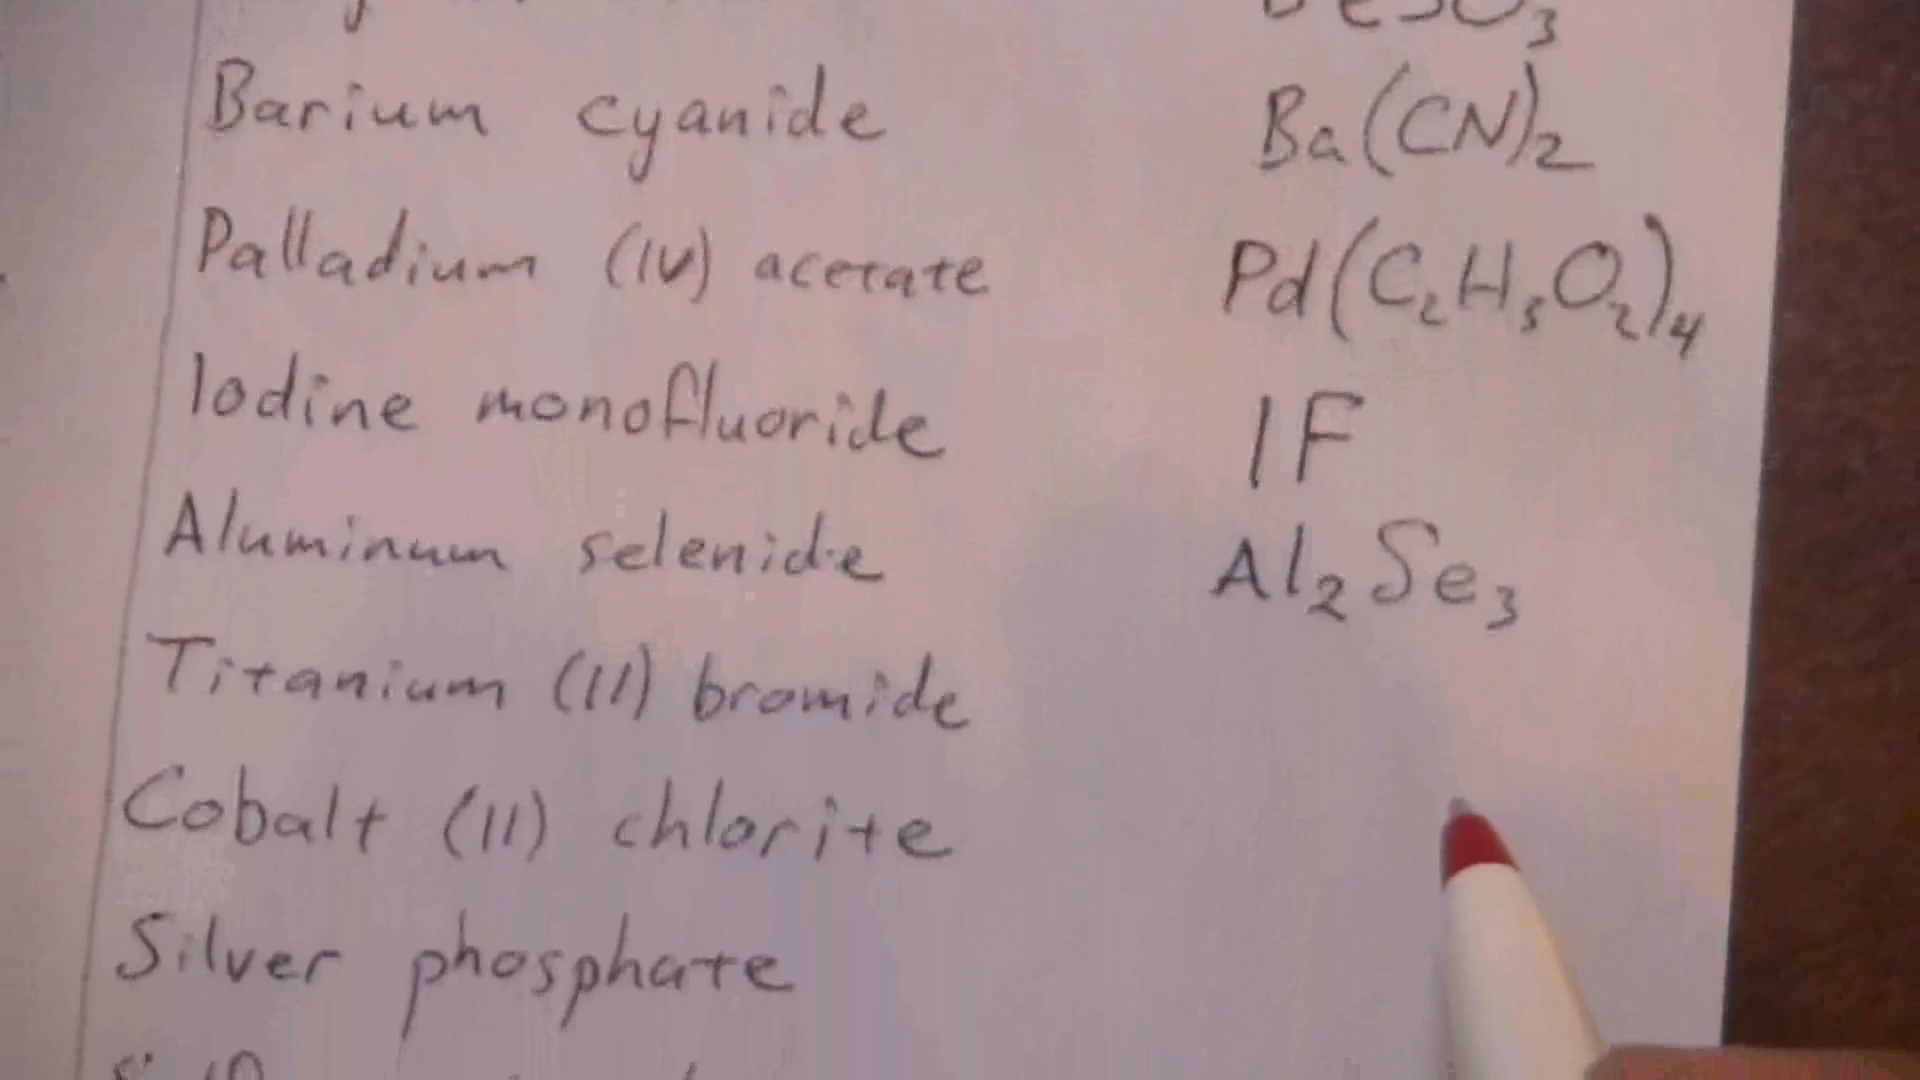 BeSO3
Barium cyanide Ba(CN)2
Palladium (IV) acetate Pd(C2H3O2)4
Iodine monofluoride IF
Aluminum selenide Al2Se3
Titanium (II) bromide
Cobalt (II) chlorite
Silver phosphate